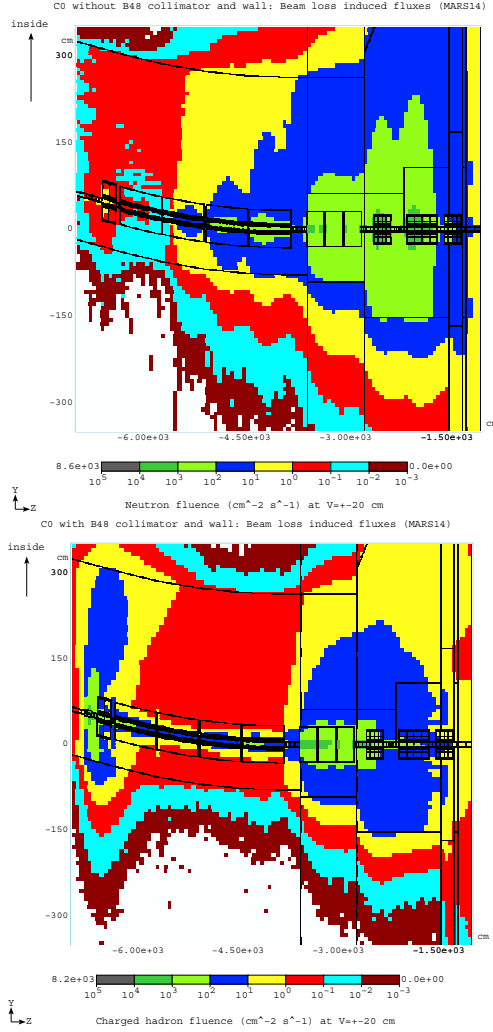 C0 without B48 collimator and wall: Beam loss induced fluxes (MARS14)
inside
cm
300
150
0
-150
-300
cm
-6.00e+03 -4.50e+03 -3.00e+03 -1.50e+03
8.6e+03 0.0e+00
10^5 10^4 10^3 10^2 10^1 10^0 10^-1 10^-2 10^-3
Y
Z
Neutron fluence (cm^-2 s^-1) at V=+-20 cm
C0 with B48 collimator and wall: Beam loss induced fluxes (MARS14)
inside
cm
300
150
0
-150
-300
cm
-6.00e+03 -4.50e+03 -3.00e+03 -1.50e+03
8.2e+03 0.0e+00
10^5 10^4 10^3 10^2 10^1 10^0 10^-1 10^-2 10^-3
Y
Z
Charged hadron fluence (cm^-2 s^-1) at V=+-20 cm